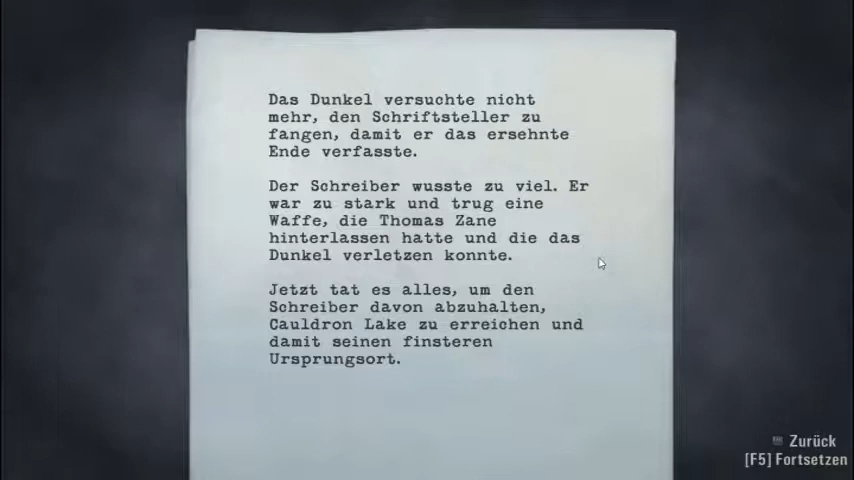 Das Dunkel versuchte nicht
mehr, den Schriftsteller zu
fangen, damit er das ersehnte
Ende verfasste.
Der Schreiber wusste zu viel. Er
war zu stark und trug eine
Waffe, die Thomas Zane
hinterlassen hatte und die das
Dunkel verletzen konnte.
Jetzt tat es alles, um den
Schreiber davon abzuhalten,
Cauldron Lake zu erreichen und
damit seinen finsteren
Ursprungsort.
Zurück
[F5] Fortsetzen